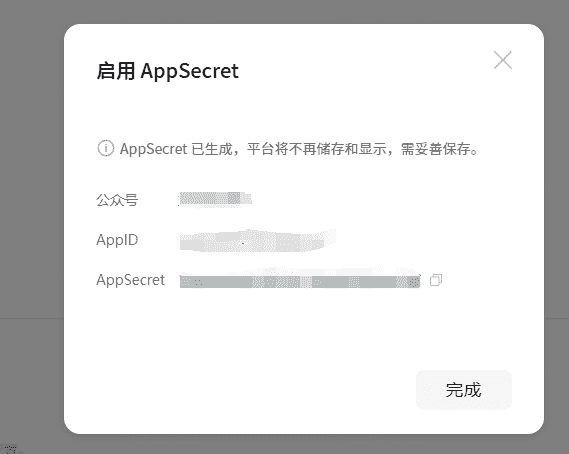 启用 AppSecret
AppSecret 已生成，平台将不再储存和显示，需妥善保存。
公众号
AppID
AppSecret
完成